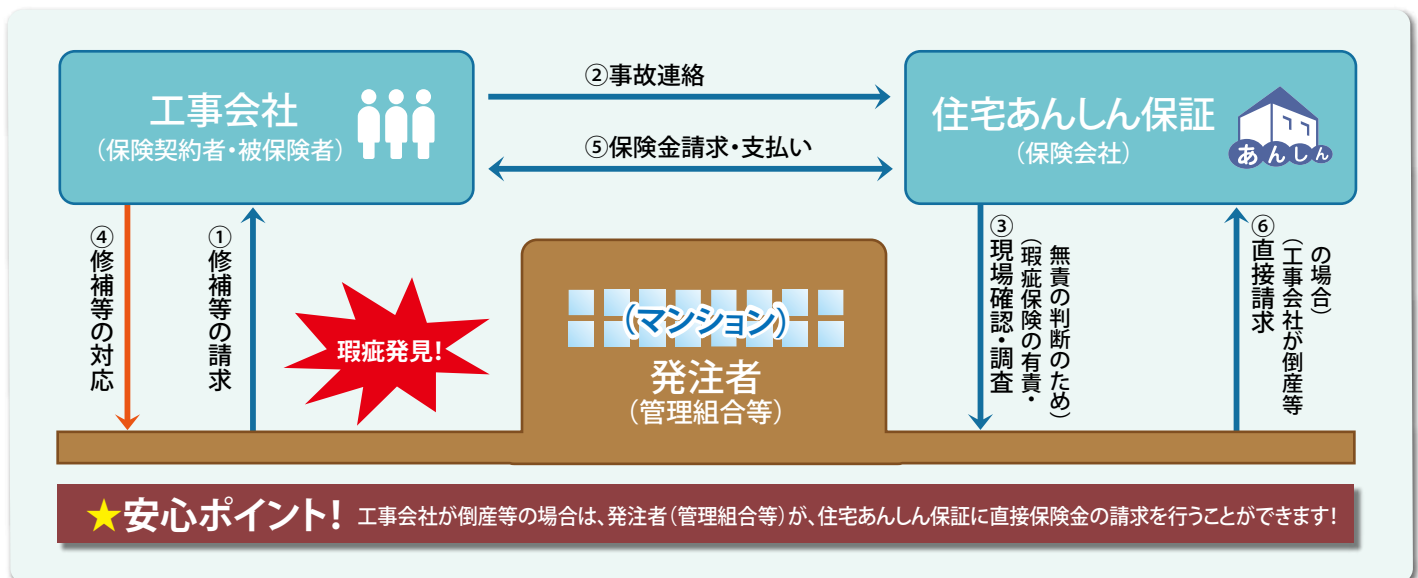 ②事故連絡
工事会社
（保険契約者・被保険者）
住宅あんしん保証
（保険会社）
あんしん
⑤保険金請求・支払い
④修補等の対応
①修補等の請求
瑕疵発見！
（マンション）
発注者
（管理組合等）
③現場確認・調査
（瑕疵保険の有責・
無責の判断のため）
⑥直接請求
（工事会社が倒産等
の場合）
★安心ポイント！ 工事会社が倒産等の場合は、発注者（管理組合等）が、住宅あんしん保証に直接保険金の請求を行うことができます！